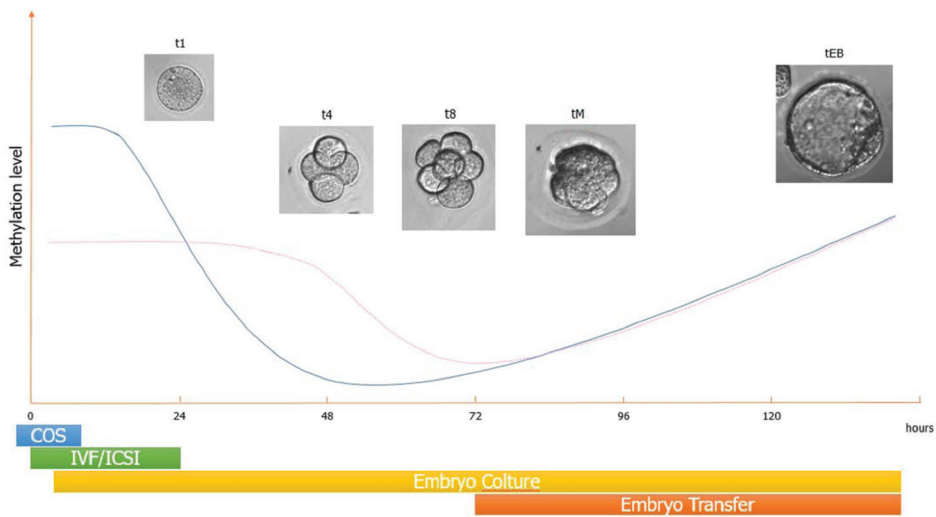 t1
t4
t8
tM
tEB
Methylation level
0
24
48
72
96
120
hours
COS
IVF/ICSI
Embryo Colture
Embryo Transfer